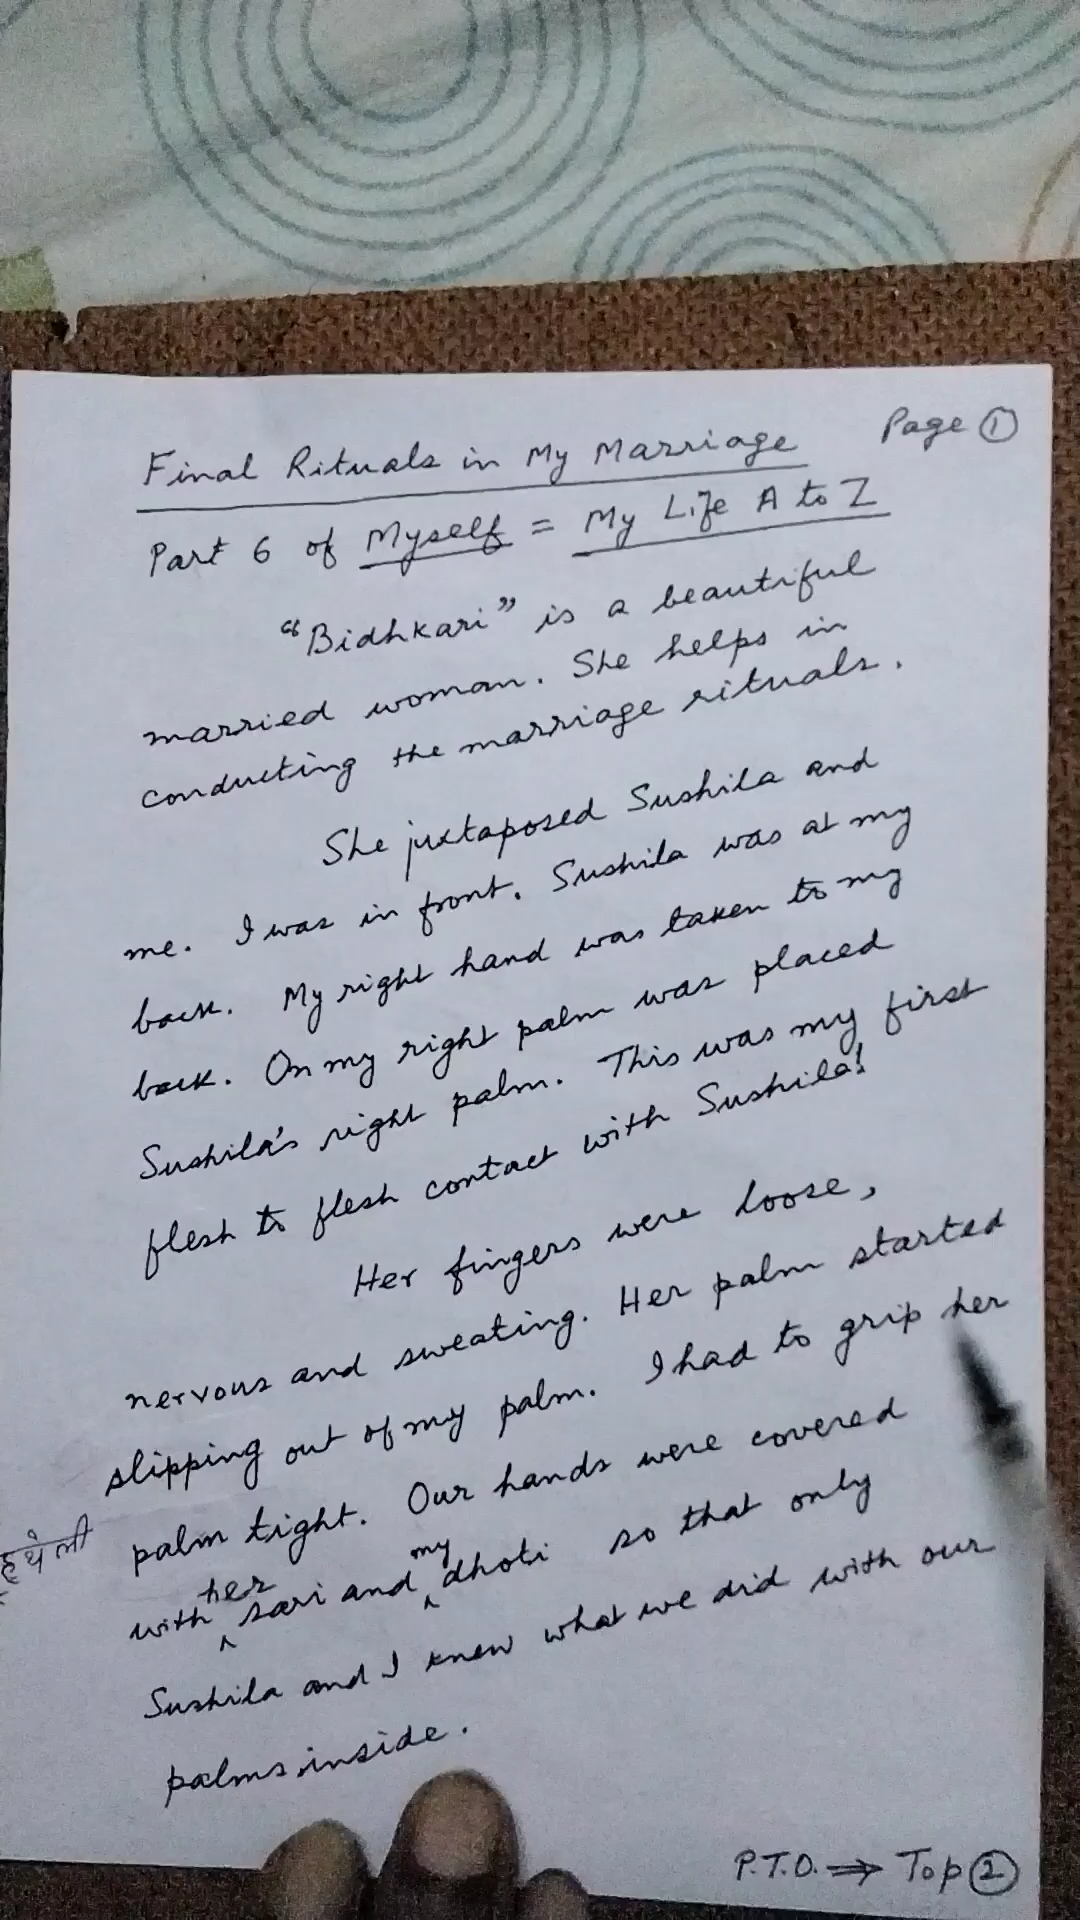 Page ①
Final Rituals in My Marriage
Part 6 of Myself = My Life A to Z
"Bidhkari" is a beautiful
married woman. She helps in
conducting the marriage rituals.
She juxtaposed Sushila and
me. I was in front. Sushila was at my
back. My right hand was taken to my
back. On my right palm was placed
Sushila's right palm. This was my first
flesh to flesh contact with Sushila!
Her fingers were loose,
nervous and sweating. Her palm started
slipping out of my palm. I had to grip her
हथेली palm tight. Our hands were covered
with her sari and my dhoti so that only
Sushila and I knew what we did with our
palms inside.
P.T.O. ⇒ Top ②